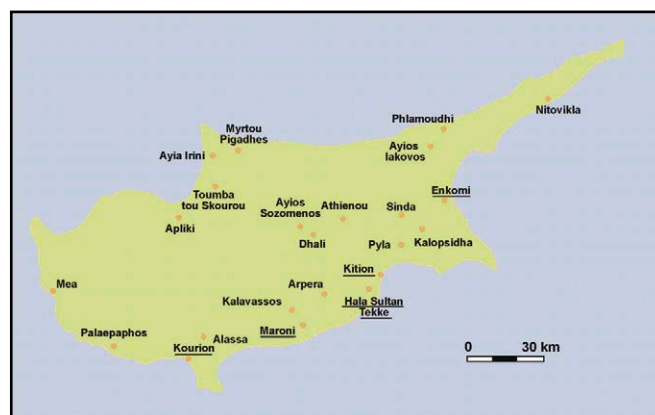 Nitovikla
Phlamoudhi
Myrtou
Pigadhes
Ayios
Iakovos
Ayia Irini
Enkomi
Toumba
tou Skourou
Ayios
Sozomenos
Athienou
Sinda
Apliki
Dhali
Pyla
Kalopsidha
Kition
Mea
Arpera
Hala Sultan
Tekke
Kalavassos
Maroni
Palaepaphos
Kourion
Alassa
0 30 km